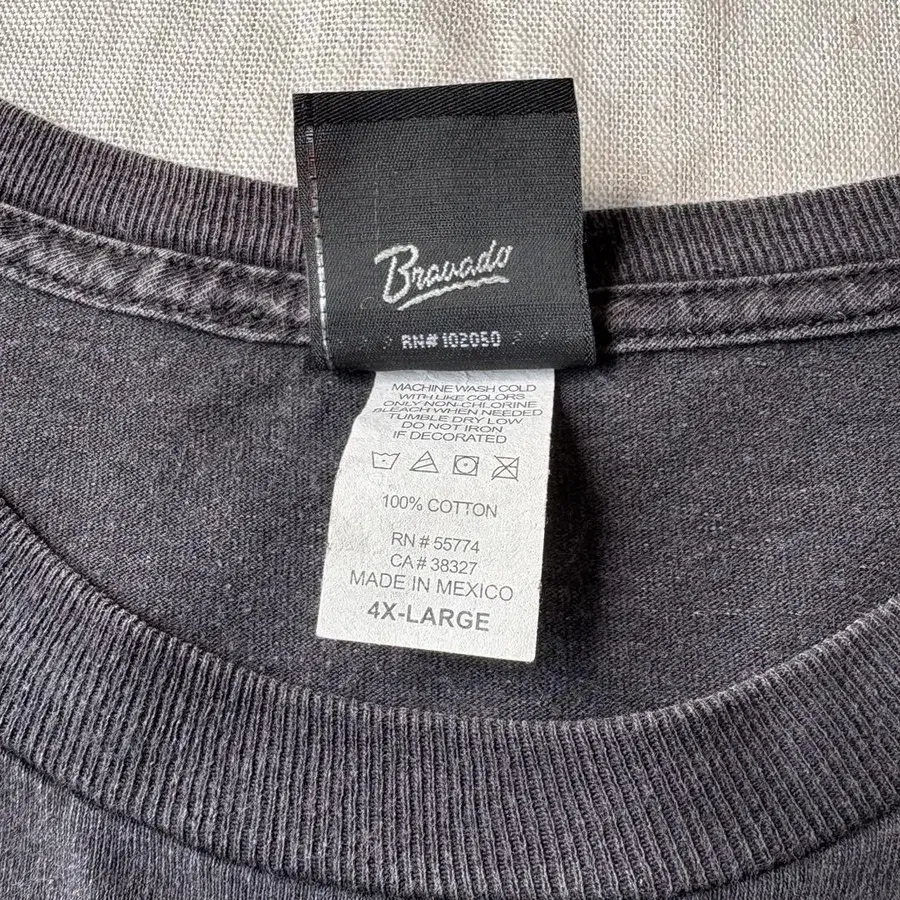 Bravado
RN# 102050
MACHINE WASH COLD
WITH LIKE COLORS
ONLY NON-CHLORINE
BLEACH WHEN NEEDED
TUMBLE DRY LOW
DO NOT IRON
IF DECORATED
100% COTTON
RN # 55774
CA # 38327
MADE IN MEXICO
4X-LARGE